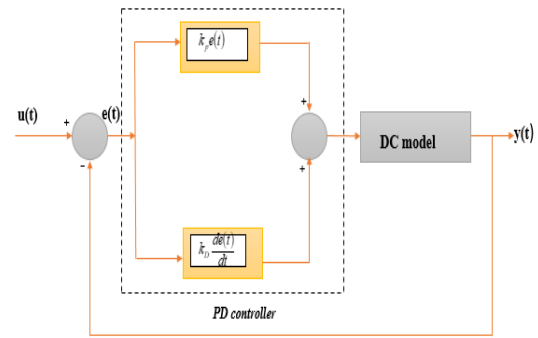 k_p e(t)
u(t)
+
e(t)
-
+
+
DC model
y(t)
k_D de(t)/dt
PD controller